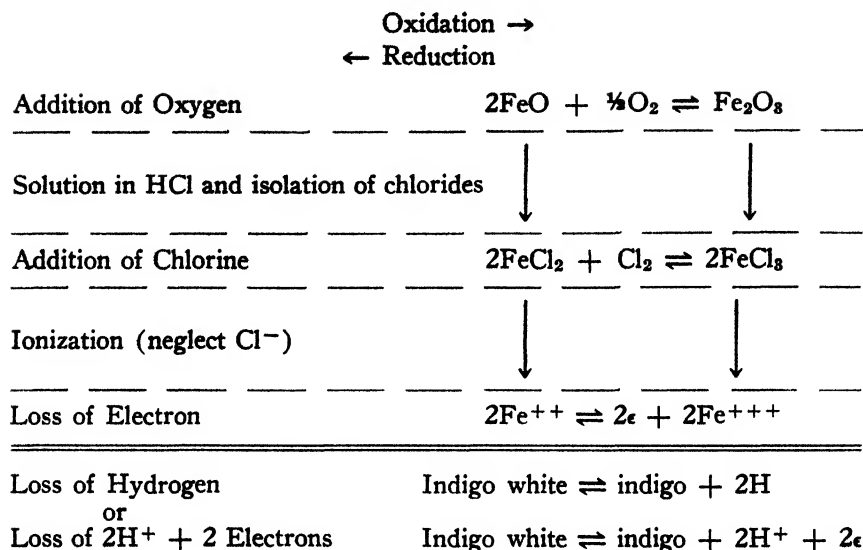 Oxidation →
← Reduction
Addition of Oxygen 2FeO + ½O₂ ⇌ Fe₂O₃
Solution in HCl and isolation of chlorides
Addition of Chlorine 2FeCl₂ + Cl₂ ⇌ 2FeCl₃
Ionization (neglect Cl⁻)
Loss of Electron 2Fe⁺⁺ ⇌ 2ϵ + 2Fe⁺⁺⁺
Loss of Hydrogen Indigo white ⇌ indigo + 2H
or
Loss of 2H⁺ + 2 Electrons Indigo white ⇌ indigo + 2H⁺ + 2ϵ